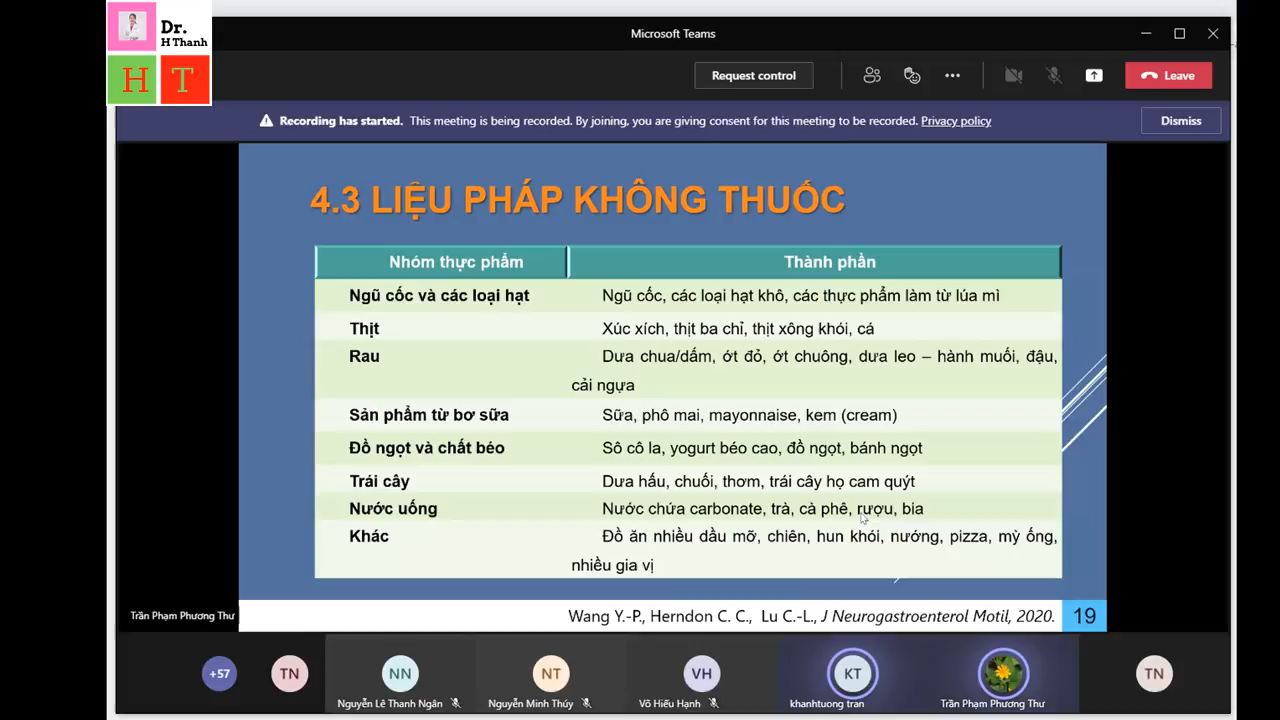 Dr.
H Thanh
H T
Microsoft Teams
Request control
Leave
Recording has started. This meeting is being recorded. By joining, you are giving consent for this meeting to be recorded. Privacy policy
Dismiss
4.3 LIỆU PHÁP KHÔNG THUỐC
Nhóm thực phẩm Thành phần
Ngũ cốc và các loại hạt Ngũ cốc, các loại hạt khô, các thực phẩm làm từ lúa mì
Thịt Xúc xích, thịt ba chỉ, thịt xông khói, cá
Rau Dưa chua/dấm, ớt đỏ, ớt chuông, dưa leo – hành muối, đậu,
cải ngựa
Sản phẩm từ bơ sữa Sữa, phô mai, mayonnaise, kem (cream)
Đồ ngọt và chất béo Sô cô la, yogurt béo cao, đồ ngọt, bánh ngọt
Trái cây Dưa hấu, chuối, thơm, trái cây họ cam quýt
Nước uống Nước chứa carbonate, trà, cà phê, rượu, bia
Khác Đồ ăn nhiều dầu mỡ, chiên, hun khói, nướng, pizza, mỳ ống,
nhiều gia vị
Trần Phạm Phương Thư
Wang Y.-P., Herndon C. C., Lu C.-L., J Neurogastroenterol Motil, 2020. 19
+57 TN NN NT VH KT TN
Nguyễn Lê Thanh Ngân Nguyễn Minh Thúy Võ Hiếu Hạnh khanhtuong tran Trần Phạm Phương Thư